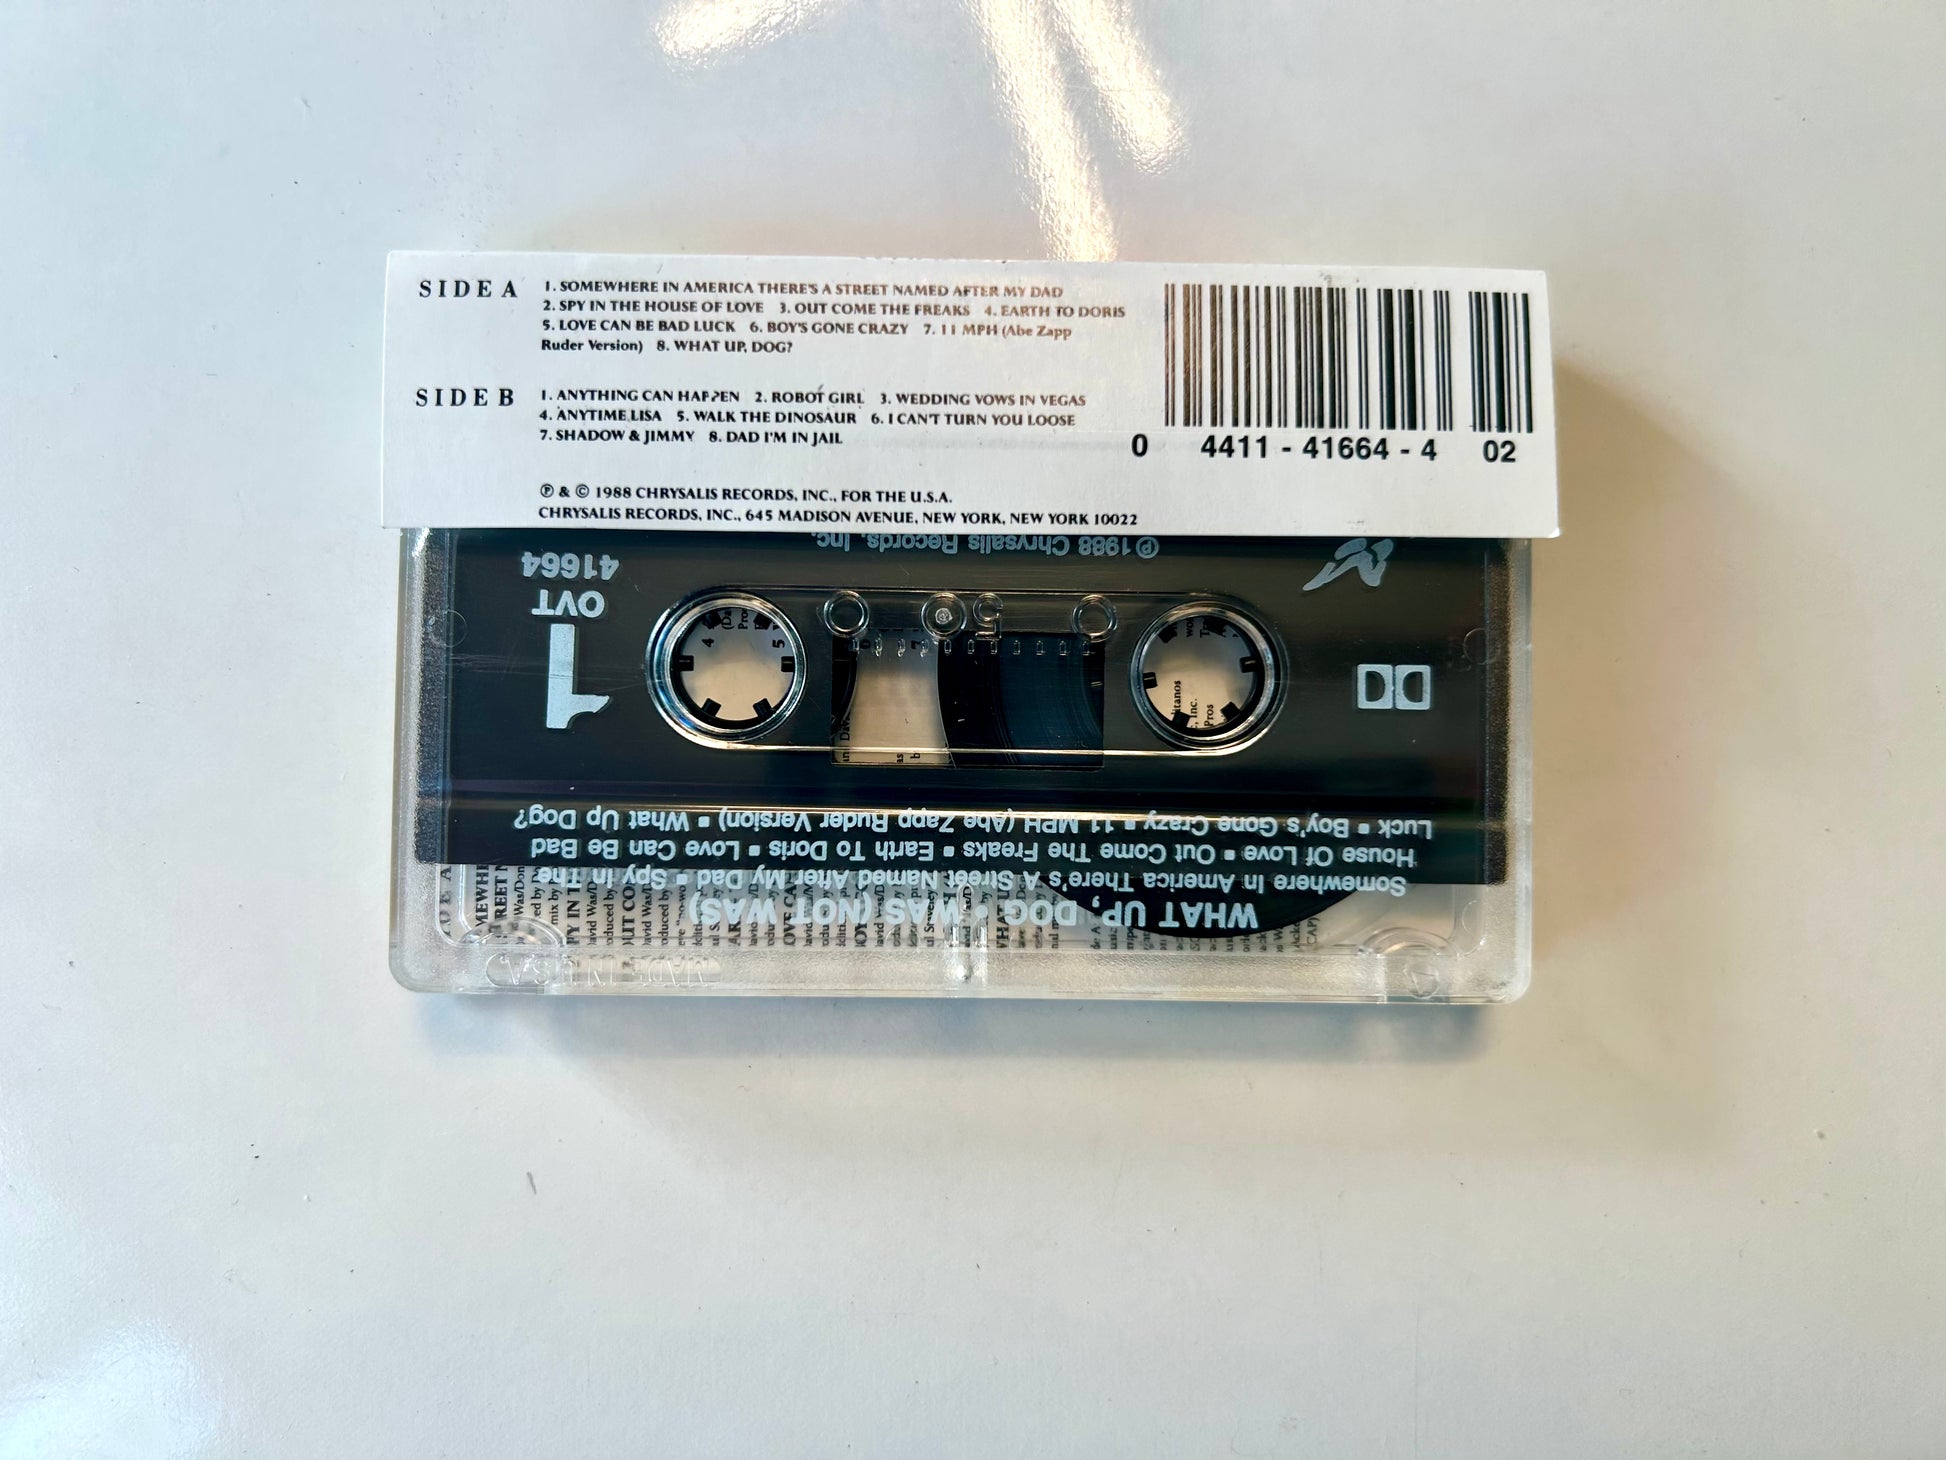 SIDE A
1. SOMEWHERE IN AMERICA THERE'S A STREET NAMED AFTER MY DAD
2. SPY IN THE HOUSE OF LOVE 3. OUT COME THE FREAKS 4. EARTH TO DORIS
5. LOVE CAN BE BAD LUCK 6. BOY'S GONE CRAZY 7. 11 MPH (Abe Zapp
Ruder Version) 8. WHAT UP, DOG?
SIDE B
1. ANYTHING CAN HAPPEN 2. ROBOT GIRL 3. WEDDING VOWS IN VEGAS
4. ANYTIME LISA 5. WALK THE DINOSAUR 6. I CAN'T TURN YOU LOOSE
7. SHADOW & JIMMY 8. DAD I'M IN JAIL
0 4411 - 41664 - 4 02
℗ & © 1988 CHRYSALIS RECORDS, INC., FOR THE U.S.A.
CHRYSALIS RECORDS, INC., 645 MADISON AVENUE, NEW YORK, NEW YORK 10022
WHAT UP, DOG? • WAS (NOT WAS)
Somewhere In America There's A Street Named After My Dad ▪ Spy In The
House Of Love ▪ Out Come The Freaks ▪ Earth To Doris ▪ Love Can Be Bad
Luck ▪ Boy's Gone Crazy ▪ 11 MPH (Abe Zapp Ruder Version) ▪ What Up Dog?
1
OVT
41664
℗1988 Chrysalis Records, Inc.
5
MADE IN U.S.A.